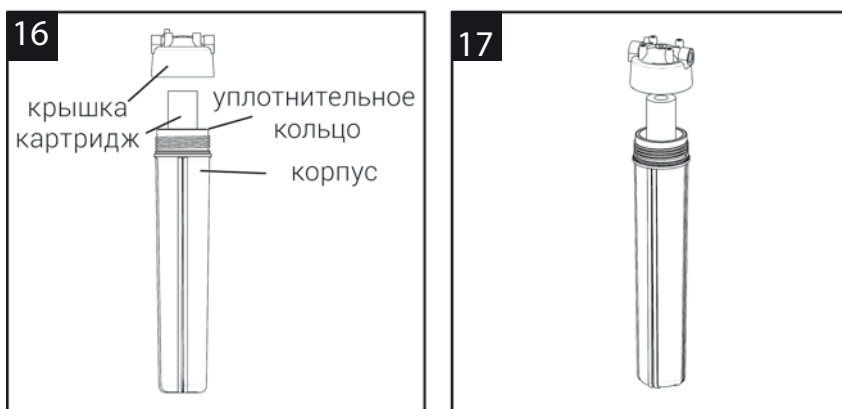 16
крышка
картридж
уплотнительное
кольцо
корпус
17